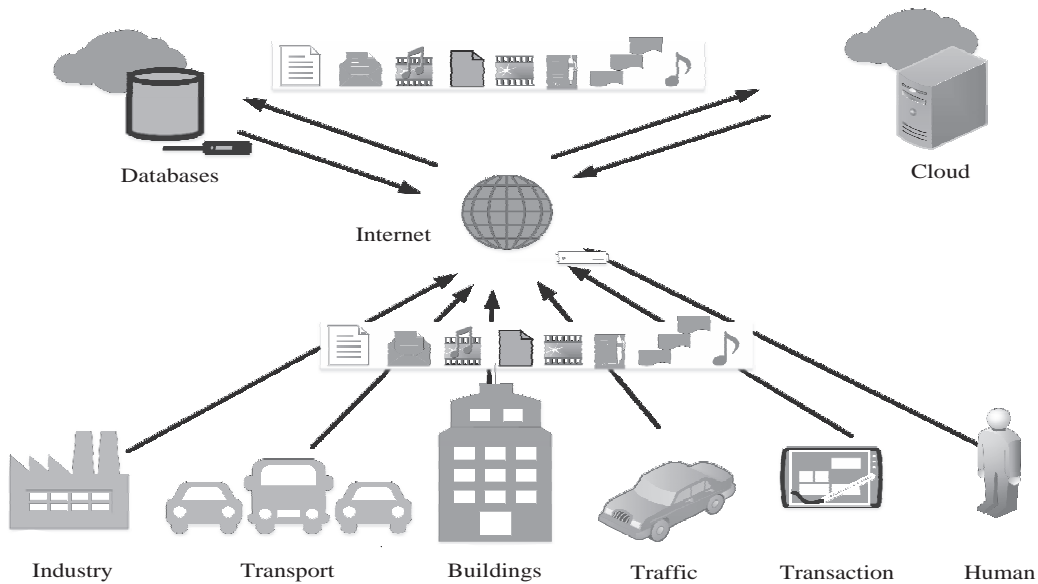 Databases
Cloud
Internet
Industry
Transport
Buildings
Traffic
Transaction
Human